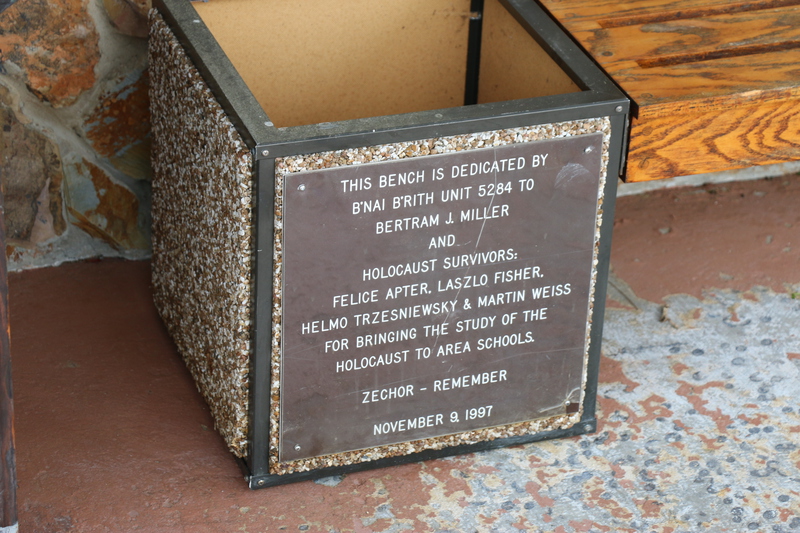 THIS BENCH IS DEDICATED BY
B'NAI B'RITH UNIT 5284 TO
BERTRAM J. MILLER
AND
HOLOCAUST SURVIVORS:
FELICE APTER, LASZLO FISHER,
HELMO TRZESNIEWSKY & MARTIN WEISS
FOR BRINGING THE STUDY OF THE
HOLOCAUST TO AREA SCHOOLS.
ZECHOR - REMEMBER
NOVEMBER 9, 1997